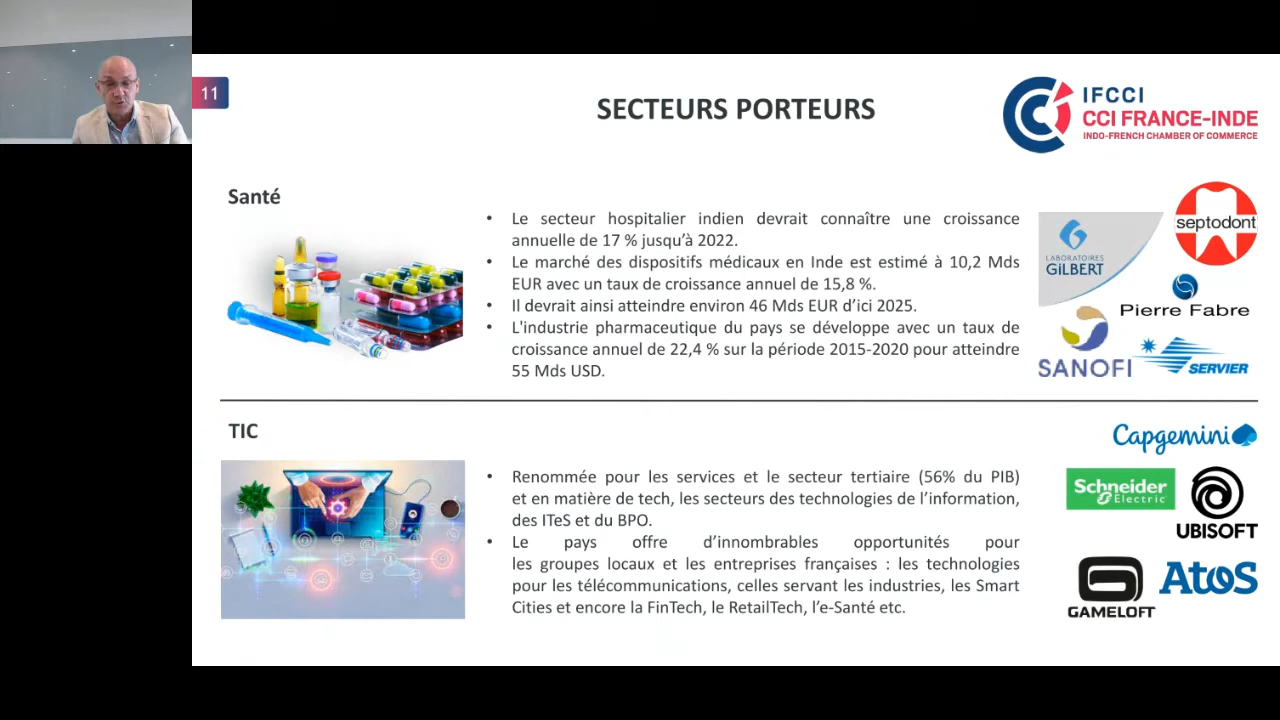 11
SECTEURS PORTEURS
IFCCI
CCI FRANCE-INDE
INDO-FRENCH CHAMBER OF COMMERCE
Santé
• Le secteur hospitalier indien devrait connaître une croissance
annuelle de 17 % jusqu’à 2022.
• Le marché des dispositifs médicaux en Inde est estimé à 10,2 Mds
EUR avec un taux de croissance annuel de 15,8 %.
• Il devrait ainsi atteindre environ 46 Mds EUR d’ici 2025.
• L'industrie pharmaceutique du pays se développe avec un taux de
croissance annuel de 22,4 % sur la période 2015-2020 pour atteindre
55 Mds USD.
septodont
LABORATOIRES
GILBERT
Pierre Fabre
SANOFI
SERVIER
TIC
• Renommée pour les services et le secteur tertiaire (56% du PIB)
et en matière de tech, les secteurs des technologies de l’information,
des ITeS et du BPO.
• Le pays offre d’innombrables opportunités pour
les groupes locaux et les entreprises françaises : les technologies
pour les télécommunications, celles servant les industries, les Smart
Cities et encore la FinTech, le RetailTech, l’e-Santé etc.
Capgemini
Schneider
Electric
UBISOFT
GAMELOFT
Atos